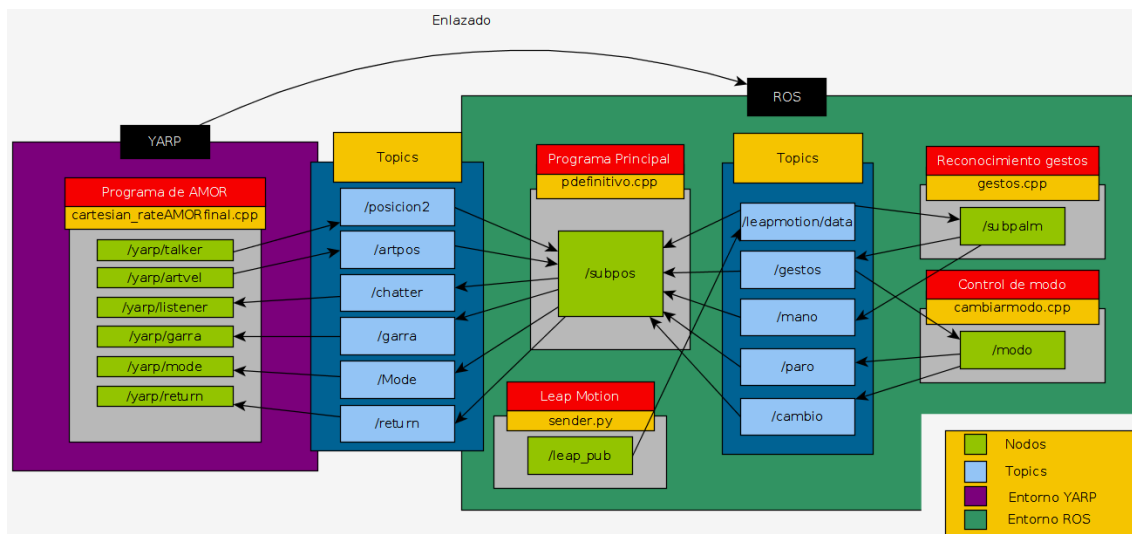 Enlazado
YARP
ROS
Programa de AMOR
cartesian_rateAMORfinal.cpp
/yarp/talker
/yarp/artvel
/yarp/listener
/yarp/garra
/yarp/mode
/yarp/return
Topics
/posicion2
/artpos
/chatter
/garra
/Mode
/return
Programa Principal
pdefinitivo.cpp
/subpos
Leap Motion
sender.py
/leap_pub
Topics
/leapmotion/data
/gestos
/mano
/paro
/cambio
Reconocimiento gestos
gestos.cpp
/subpalm
Control de modo
cambiarmodo.cpp
/modo
Nodos
Topics
Entorno YARP
Entorno ROS